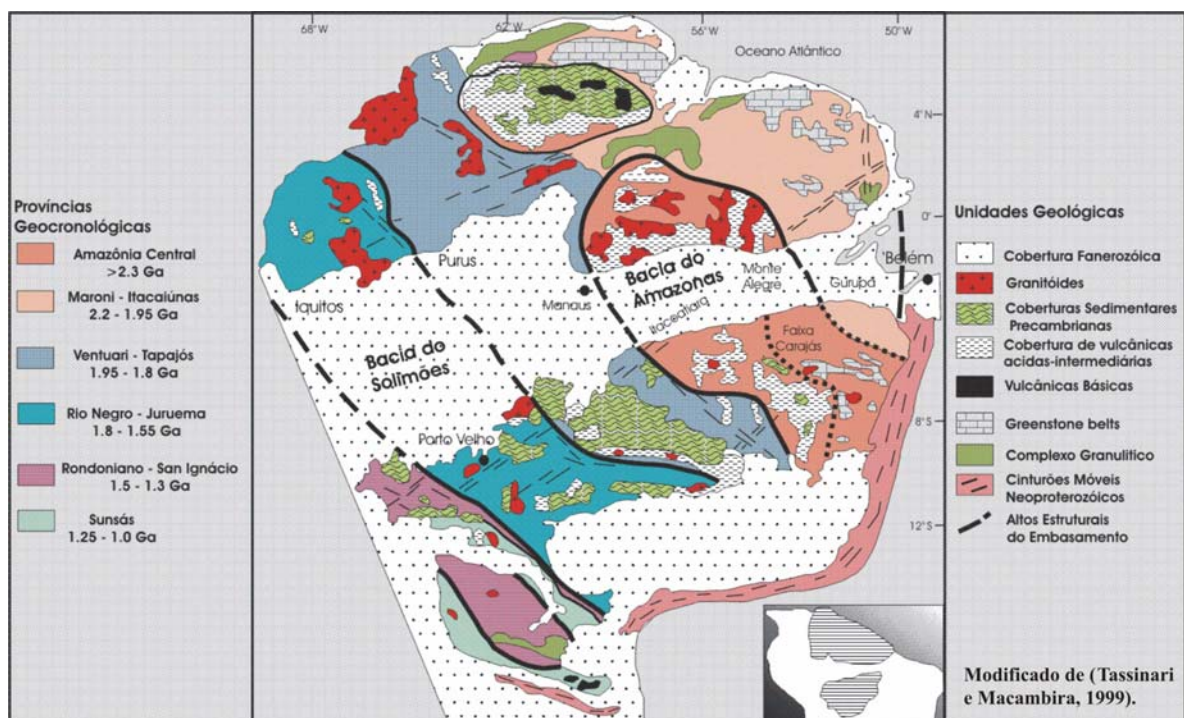 68°W
62°W
56°W
50°W
Oceano Atlântico
4°N
0°
8°S
12°S
Províncias
Geocronológicas
Amazônia Central
>2.3 Ga
Maroni - Itacaiúnas
2.2 - 1.95 Ga
Ventuari - Tapajós
1.95 - 1.8 Ga
Rio Negro - Juruema
1.8 - 1.55 Ga
Rondoniano - San Ignácio
1.5 - 1.3 Ga
Sunsás
1.25 - 1.0 Ga
Purus
Iquitos
Manaus
Bacia do
Amazonas
Itaceatiarq
Monte
Alegre
Gurupá
Belém
Bacia do
Solimões
Faixa
Carajás
Porto Velho
Unidades Geológicas
Cobertura Fanerozóica
Granitóides
Coberturas Sedimentares
Precambrianas
Cobertura de vulcânicas
acidas-intermediárias
Vulcânicas Básicas
Greenstone belts
Complexo Granulítico
Cinturões Móveis
Neoproterozóicos
Altos Estruturais
do Embasamento
Modificado de (Tassinari
e Macambira, 1999).